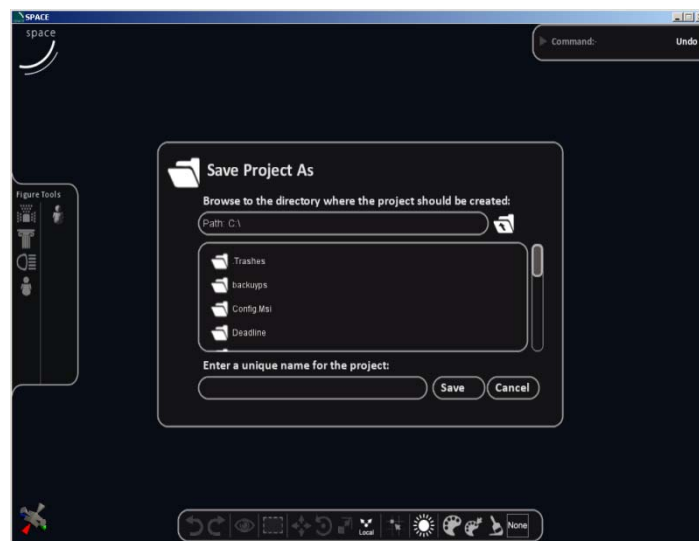 SPACE
space
Command:-
Undo
Figure Tools
Save Project As
Browse to the directory where the project should be created:
Path: C:\
.Trashes
backuyps
Config.Msi
Deadline
Enter a unique name for the project:
Save
Cancel
Local
None